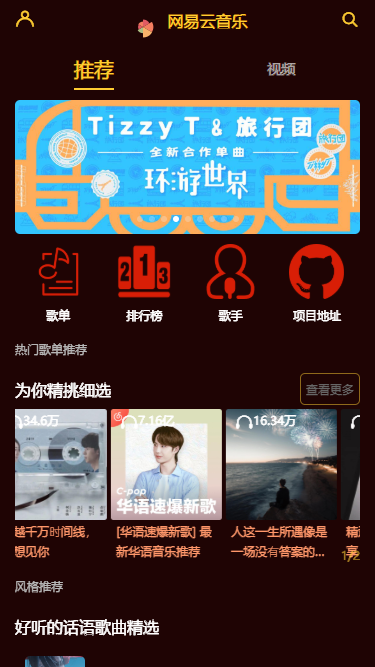 网易云音乐
推荐
视频
Tizzy T & 旅行团
全新合作单曲
环游世界
旅行团
213
歌单
排行榜
歌手
项目地址
热门歌单推荐
为你精挑细选
查看更多
34.6万
7.16亿
16.34万
C-pop
华语速爆新歌
越千万时间线，
想见你
[华语速爆新歌] 最
新华语音乐推荐
人这一生所遇像是
一场没有答案的...
1/2
风格推荐
好听的话语歌曲精选